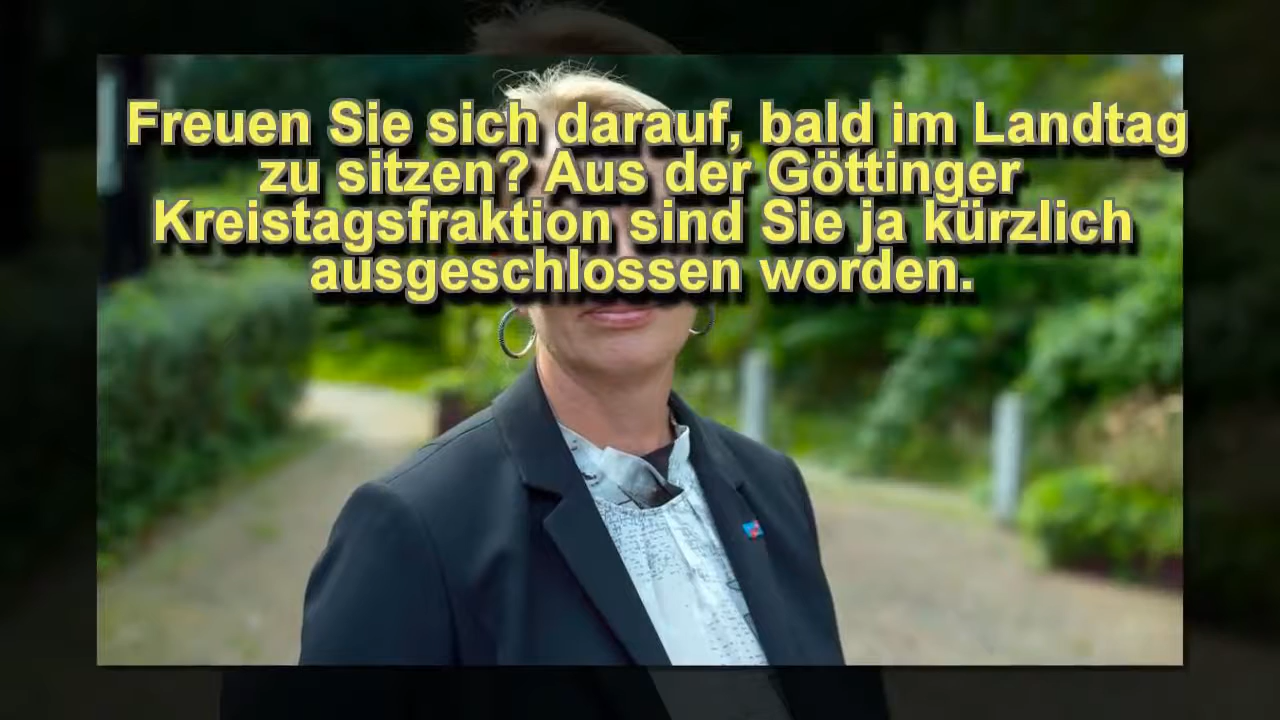 Freuen Sie sich darauf, bald im Landtag
zu sitzen? Aus der Göttinger
Kreistagsfraktion sind Sie ja kürzlich
ausgeschlossen worden.